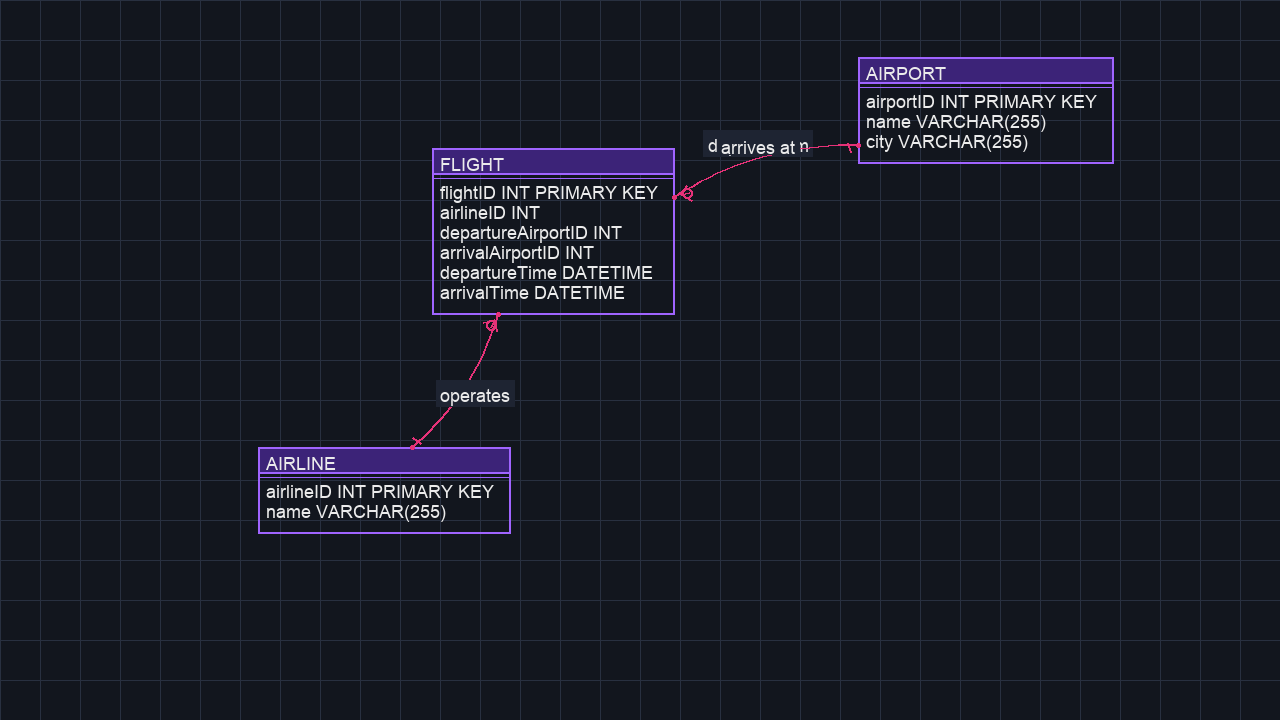 AIRPORT
airportID INT PRIMARY KEY
name VARCHAR(255)
city VARCHAR(255)
arrives at
FLIGHT
flightID INT PRIMARY KEY
airlineID INT
departureAirportID INT
arrivalAirportID INT
departureTime DATETIME
arrivalTime DATETIME
operates
AIRLINE
airlineID INT PRIMARY KEY
name VARCHAR(255)